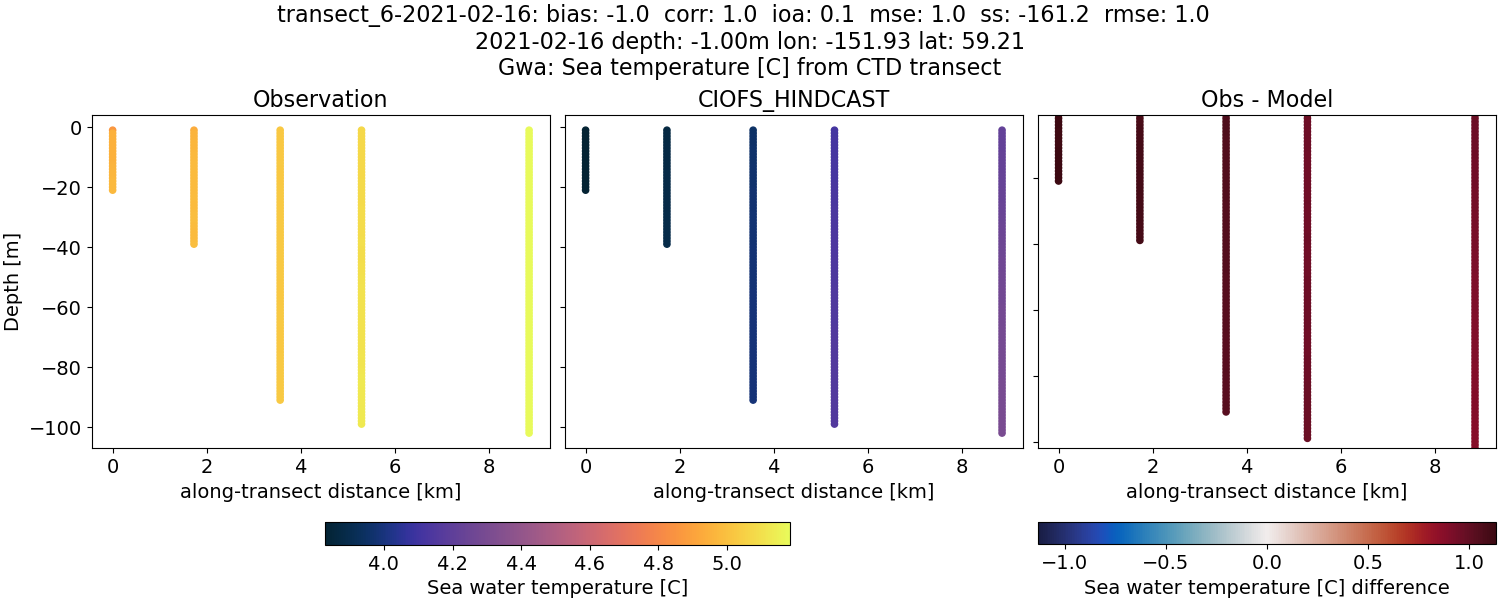 transect_6-2021-02-16: bias: -1.0  corr: 1.0  ioa: 0.1  mse: 1.0  ss: -161.2  rmse: 1.0
2021-02-16 depth: -1.00m lon: -151.93 lat: 59.21
Gwa: Sea temperature [C] from CTD transect
Observation
CIOFS_HINDCAST
Obs - Model
Depth [m]
0
−20
−40
−60
−80
−100
0 2 4 6 8
0 2 4 6 8
0 2 4 6 8
along-transect distance [km]
along-transect distance [km]
along-transect distance [km]
4.0 4.2 4.4 4.6 4.8 5.0
Sea water temperature [C]
−1.0 −0.5 0.0 0.5 1.0
Sea water temperature [C] difference